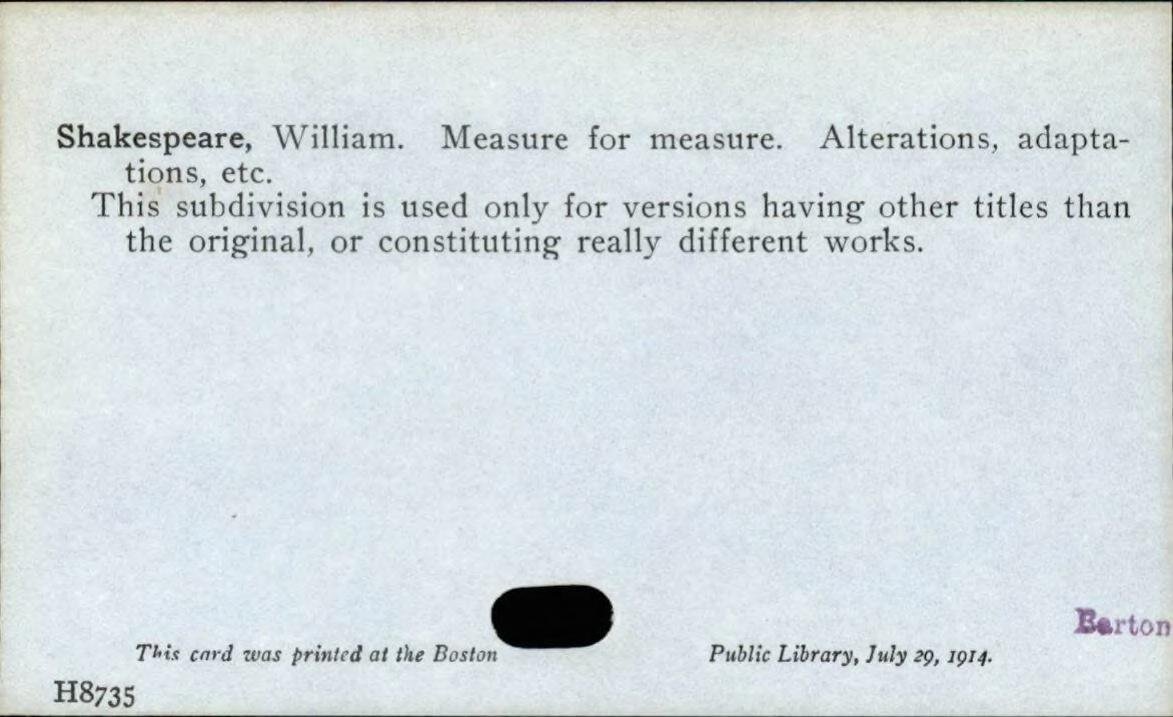 Shakespeare, William. Measure for measure. Alterations, adapta-
tions, etc.
This subdivision is used only for versions having other titles than
the original, or constituting really different works.
Barton
This card was printed at the Boston Public Library, July 29, 1914.
H8735